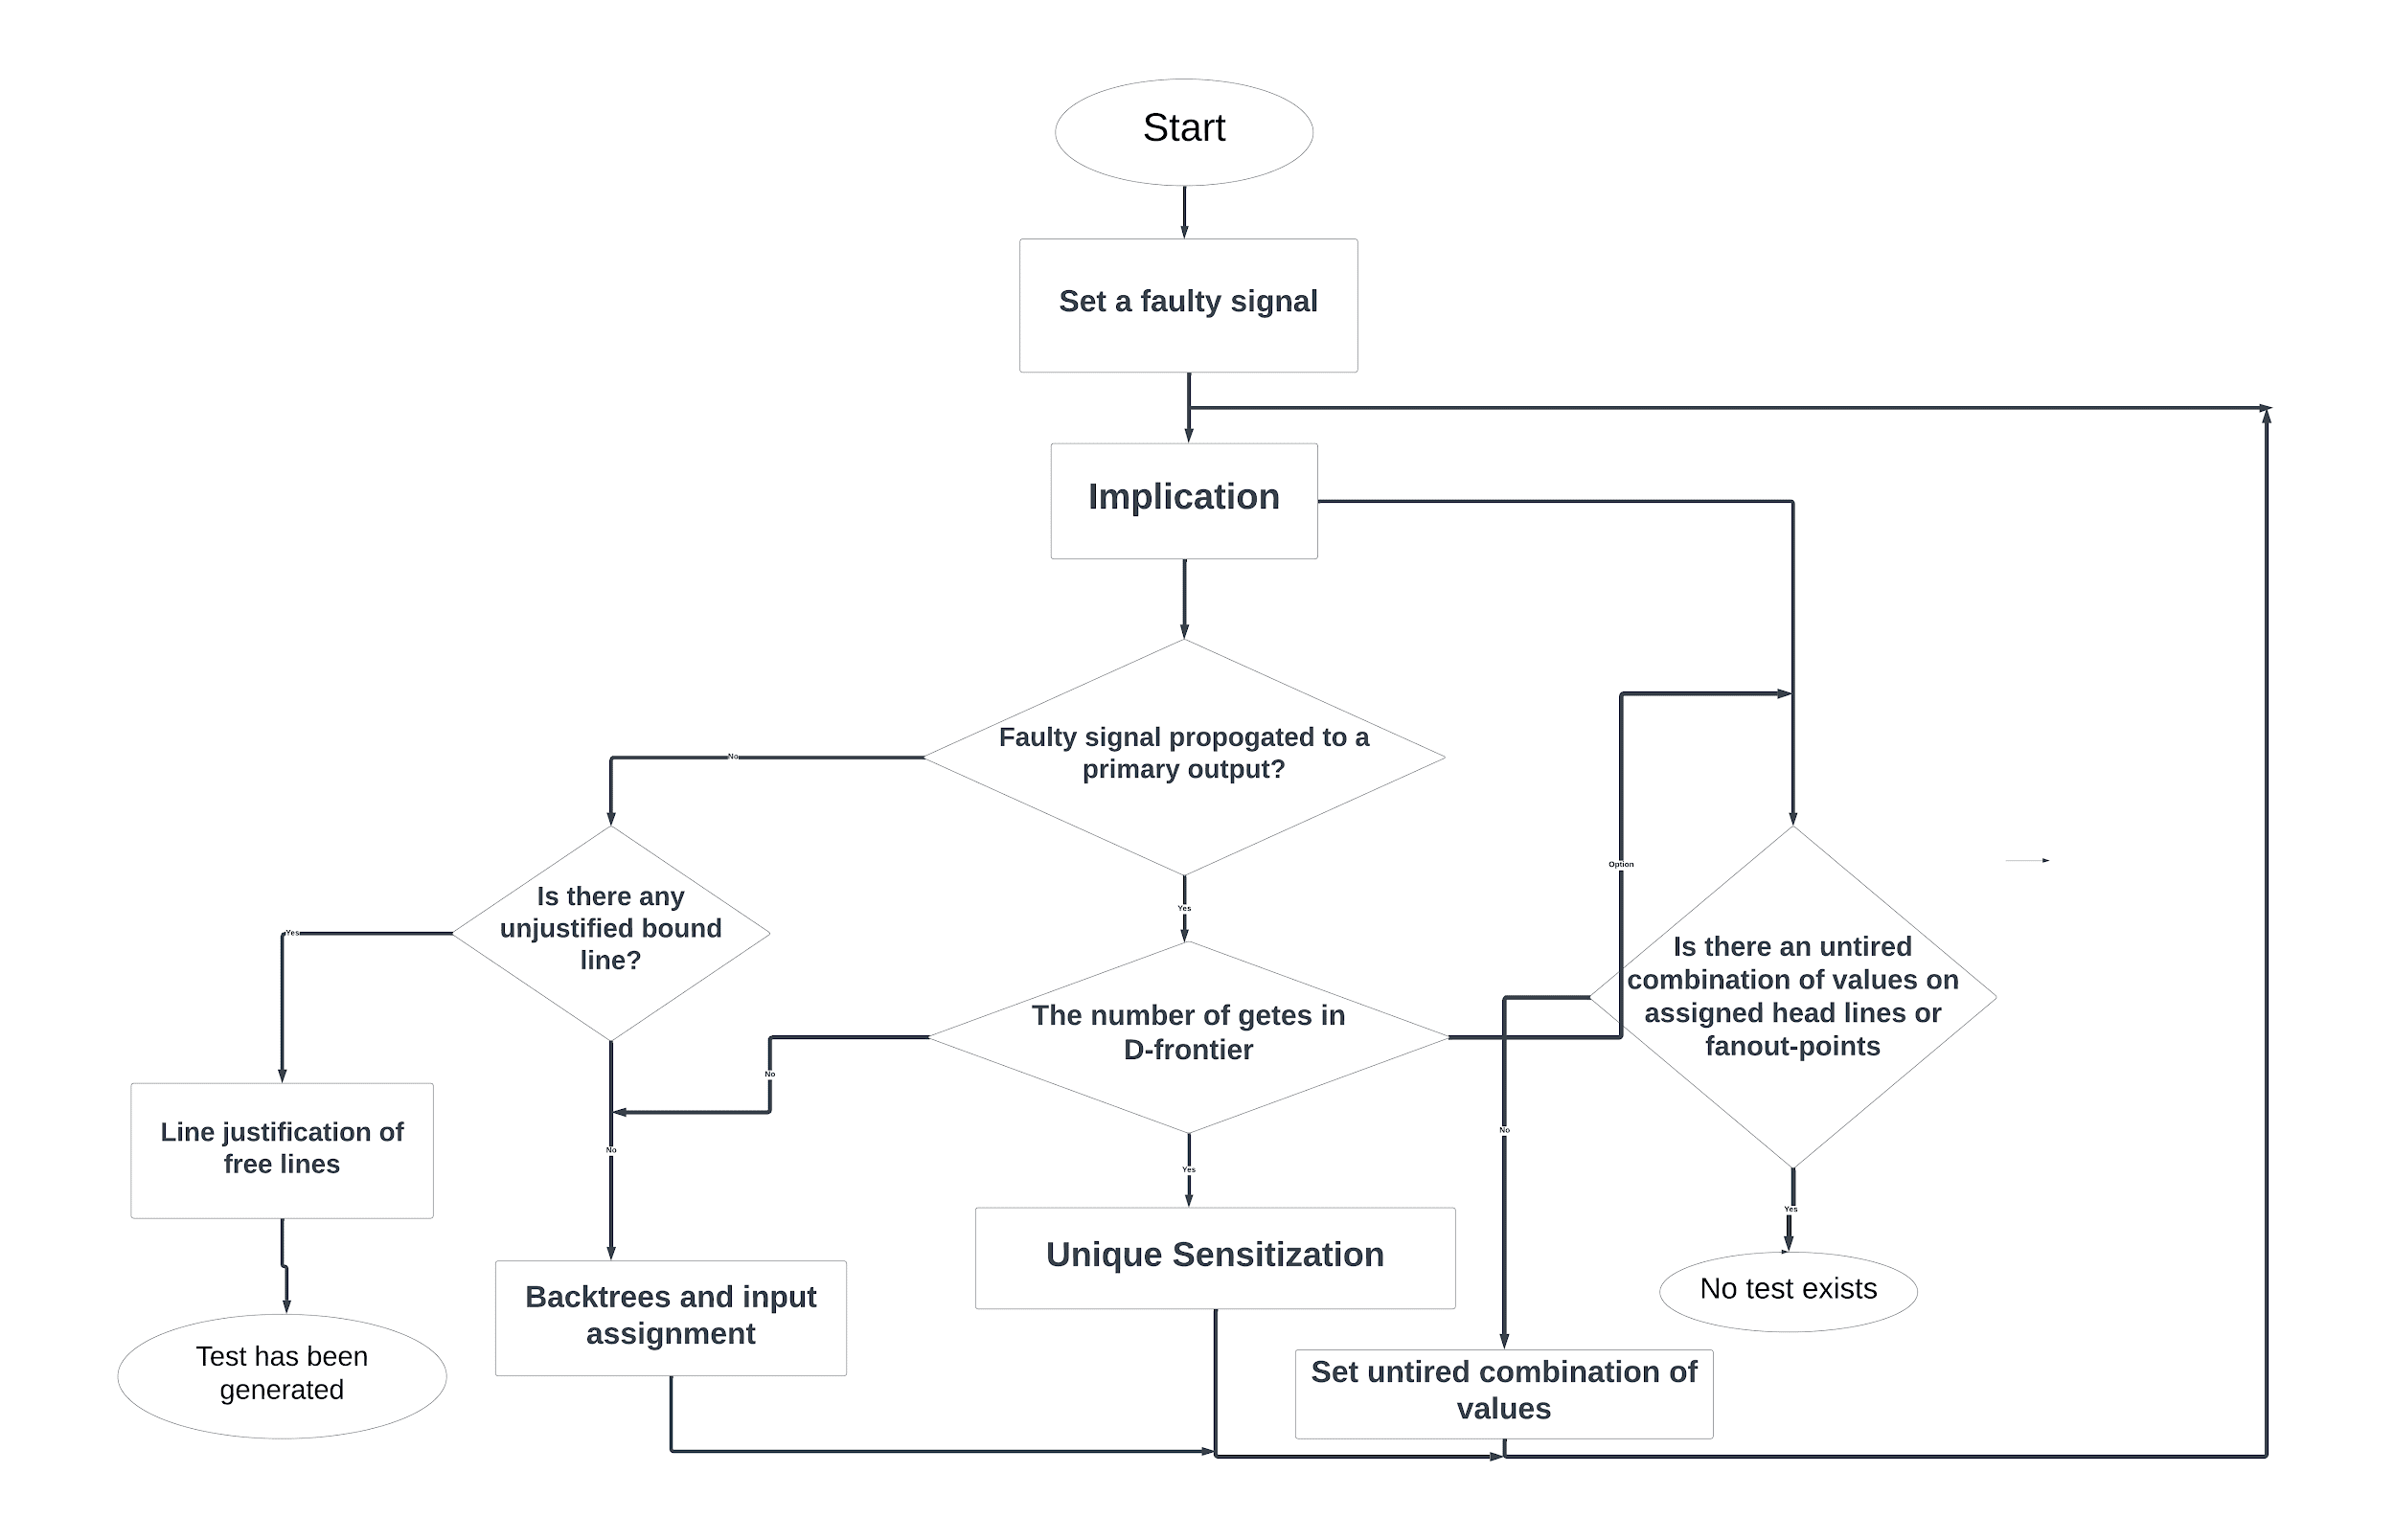 Start
Set a faulty signal
Implication
Faulty signal propogated to a
primary output?
No
Yes
Option
Is there any
unjustified bound
line?
Yes
The number of getes in
D-frontier
No
Is there an untired
combination of values on
assigned head lines or
fanout-points
Line justification of
free lines
No
Yes
No
Yes
Unique Sensitization
No test exists
Backtrees and input
assignment
Test has been
generated
Set untired combination of
values